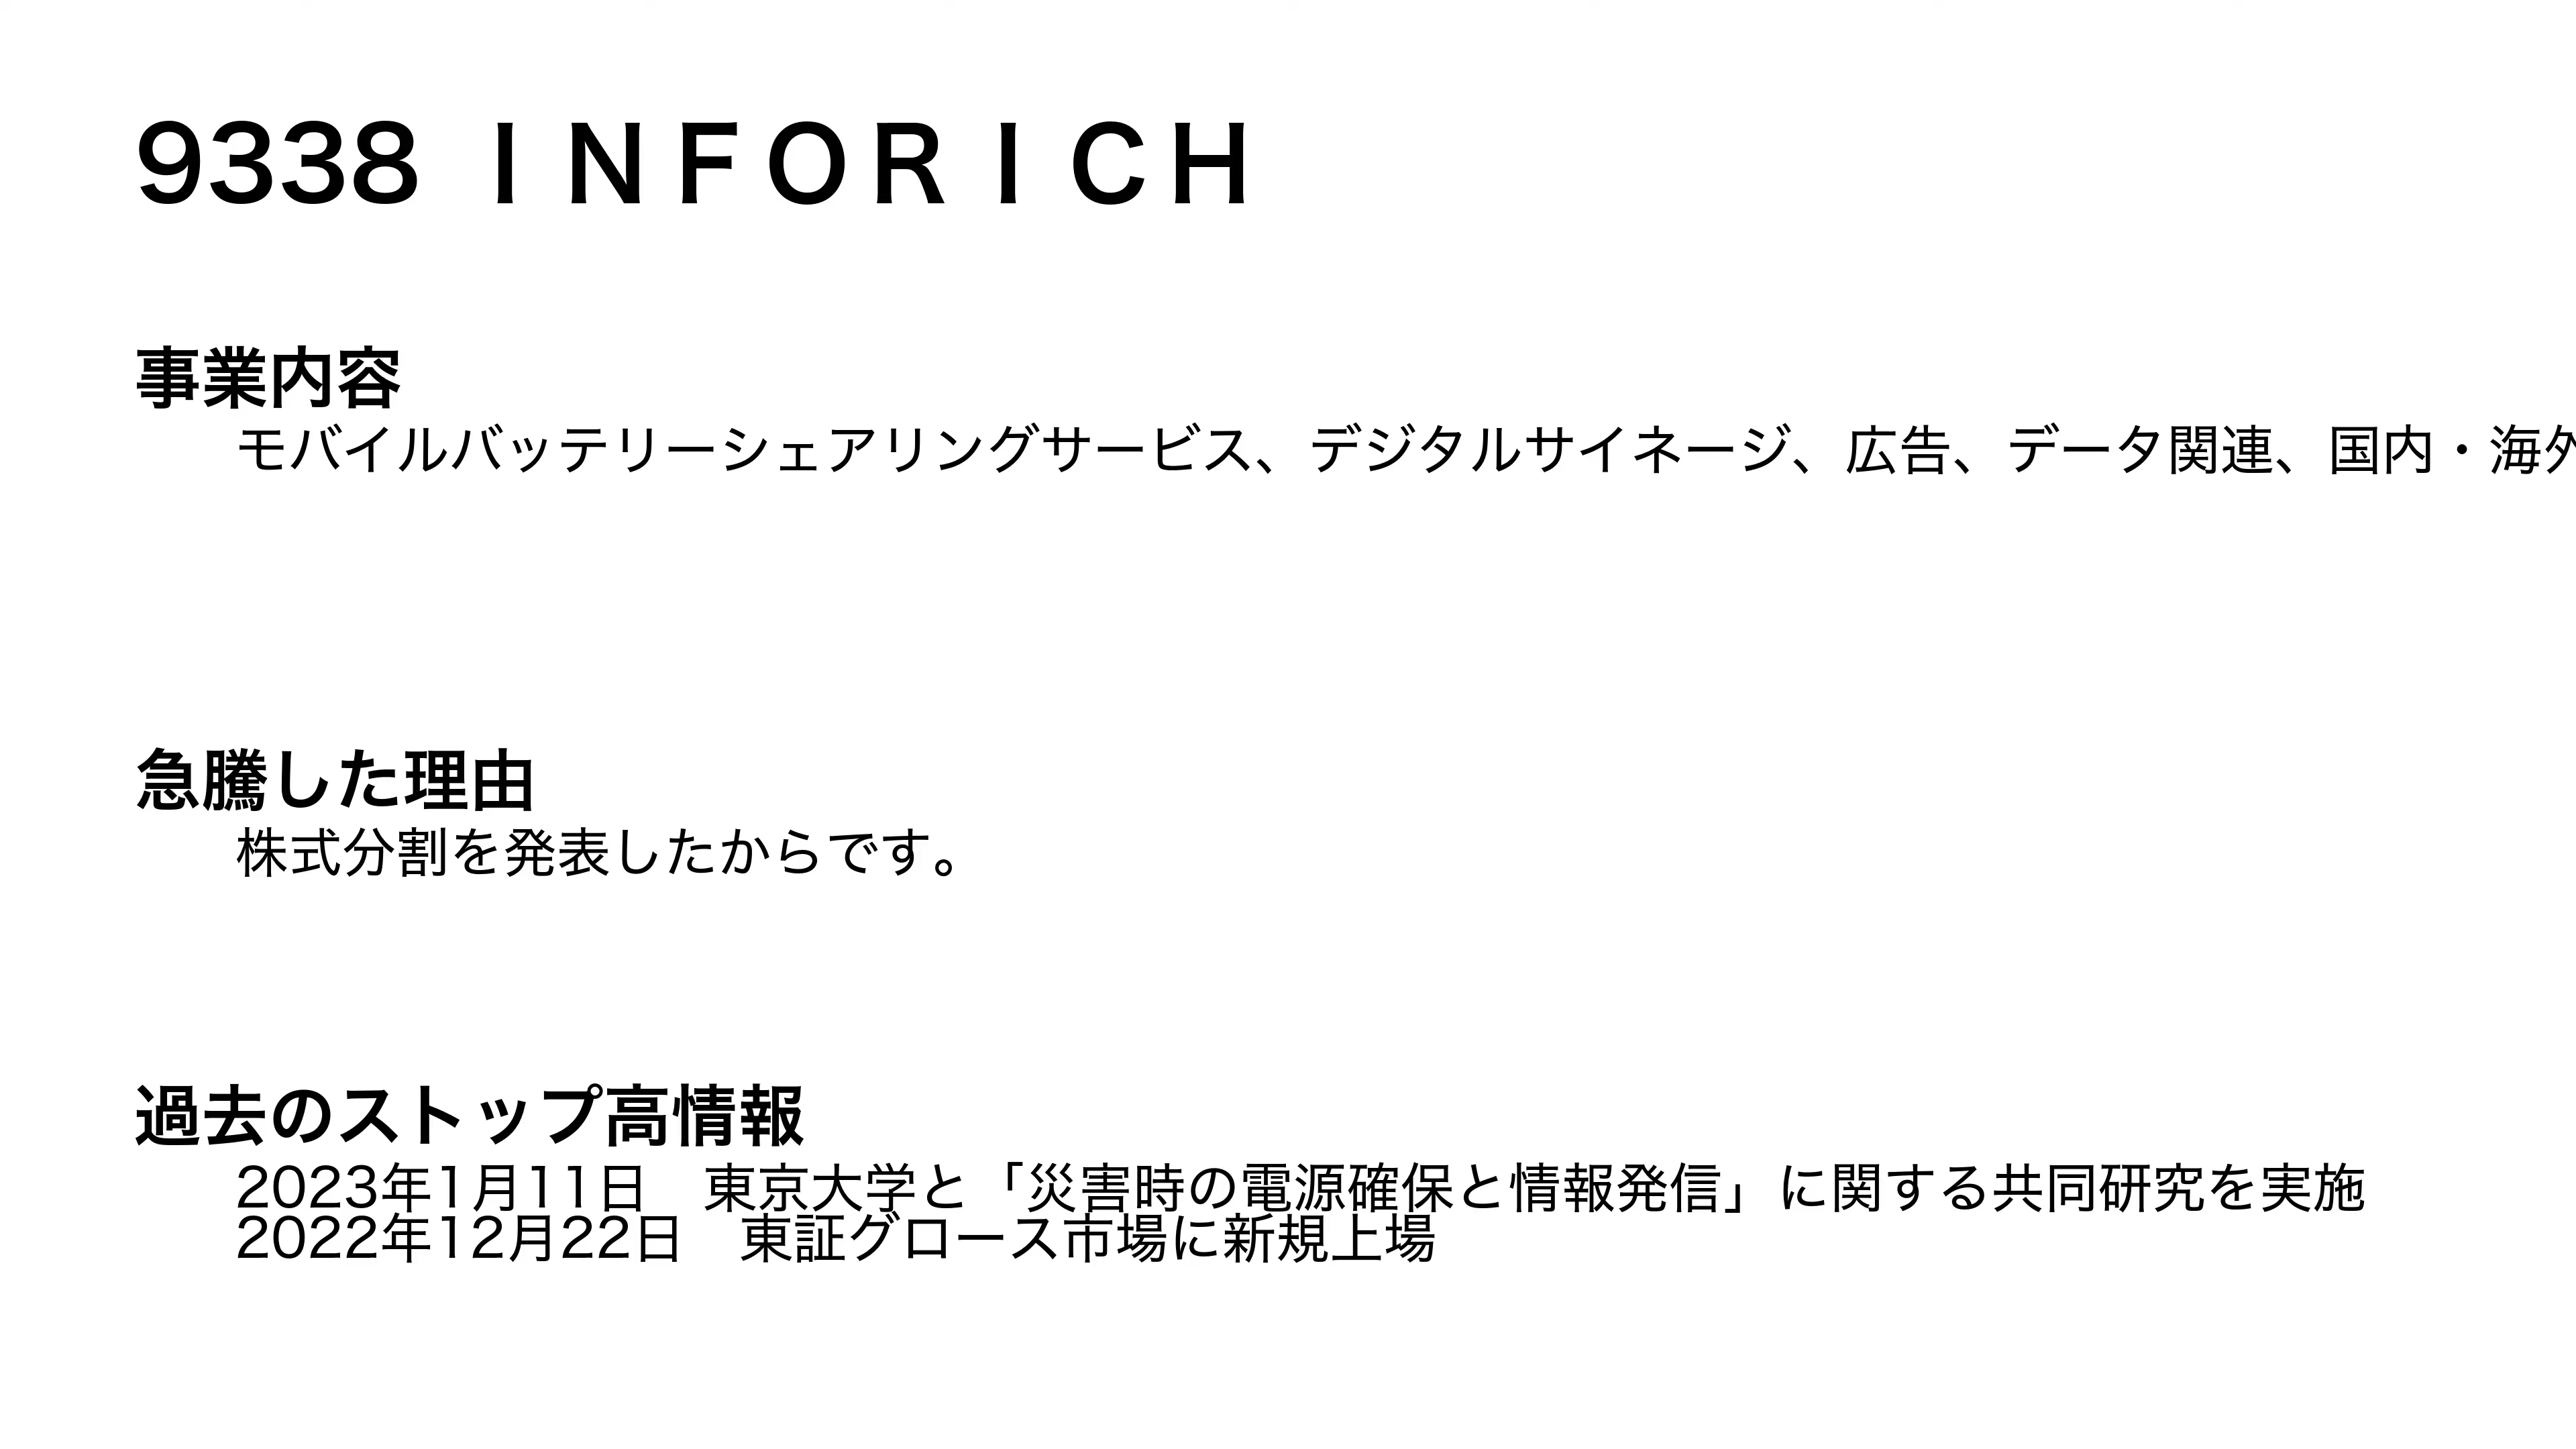 9338 ＩＮＦＯＲＩＣＨ
事業内容
モバイルバッテリーシェアリングサービス、デジタルサイネージ、広告、データ関連、国内・海外
急騰した理由
株式分割を発表したからです。
過去のストップ高情報
2023年1月11日　東京大学と「災害時の電源確保と情報発信」に関する共同研究を実施
2022年12月22日　東証グロース市場に新規上場